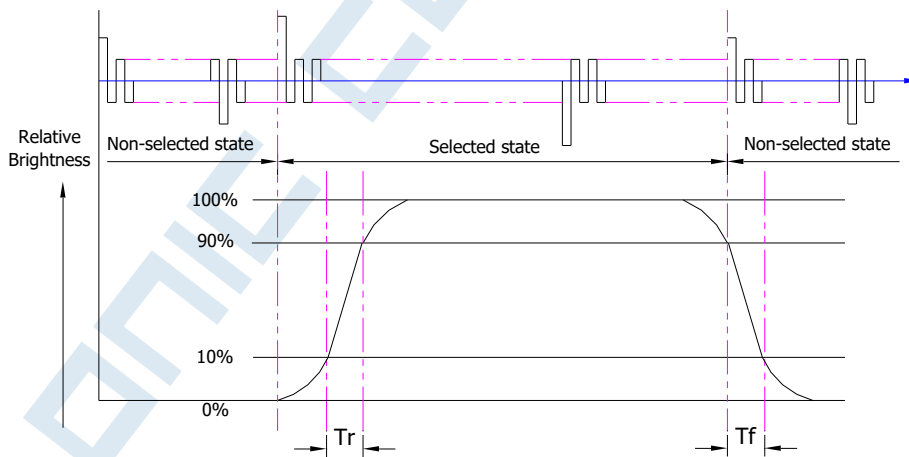 Non-selected state
Selected state
Non-selected state
Relative
Brightness
100%
90%
10%
0%
Tr
Tf